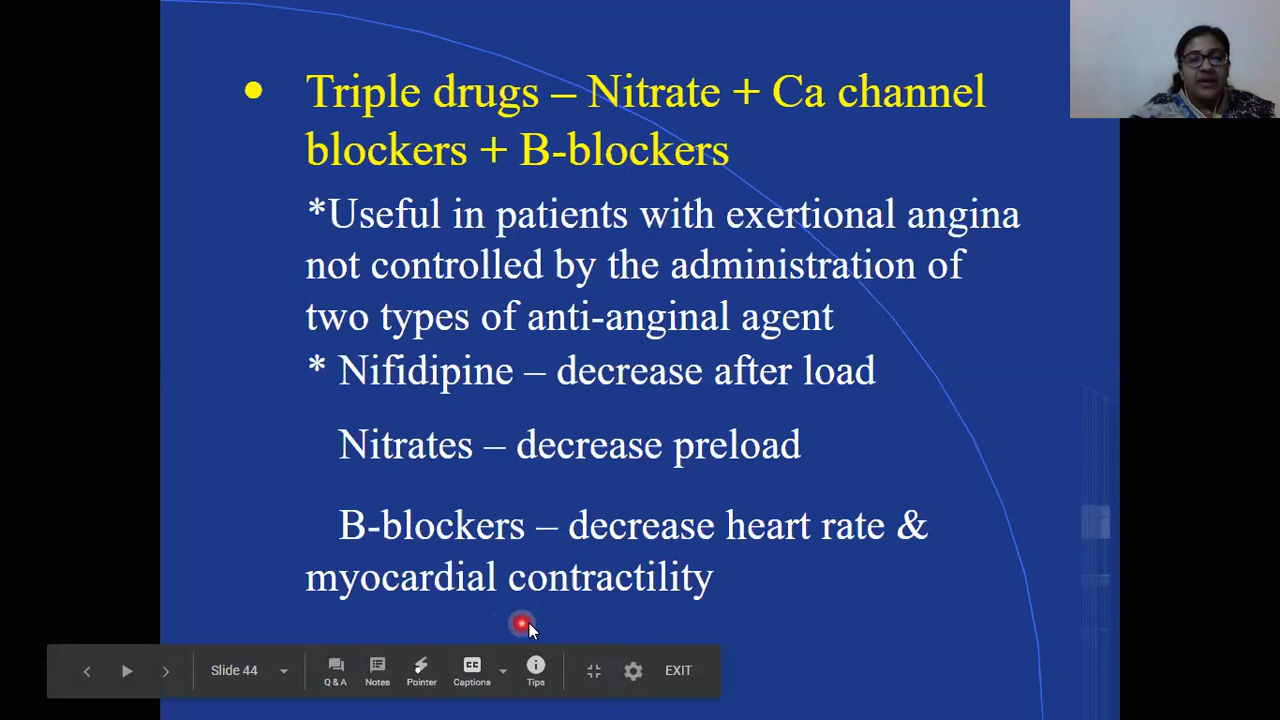 • Triple drugs – Nitrate + Ca channel
blockers + B-blockers
*Useful in patients with exertional angina
not controlled by the administration of
two types of anti-anginal agent
* Nifidipine – decrease after load
Nitrates – decrease preload
B-blockers – decrease heart rate &
myocardial contractility
Slide 44
Q & A
Notes
Pointer
CC
Captions
Tips
EXIT